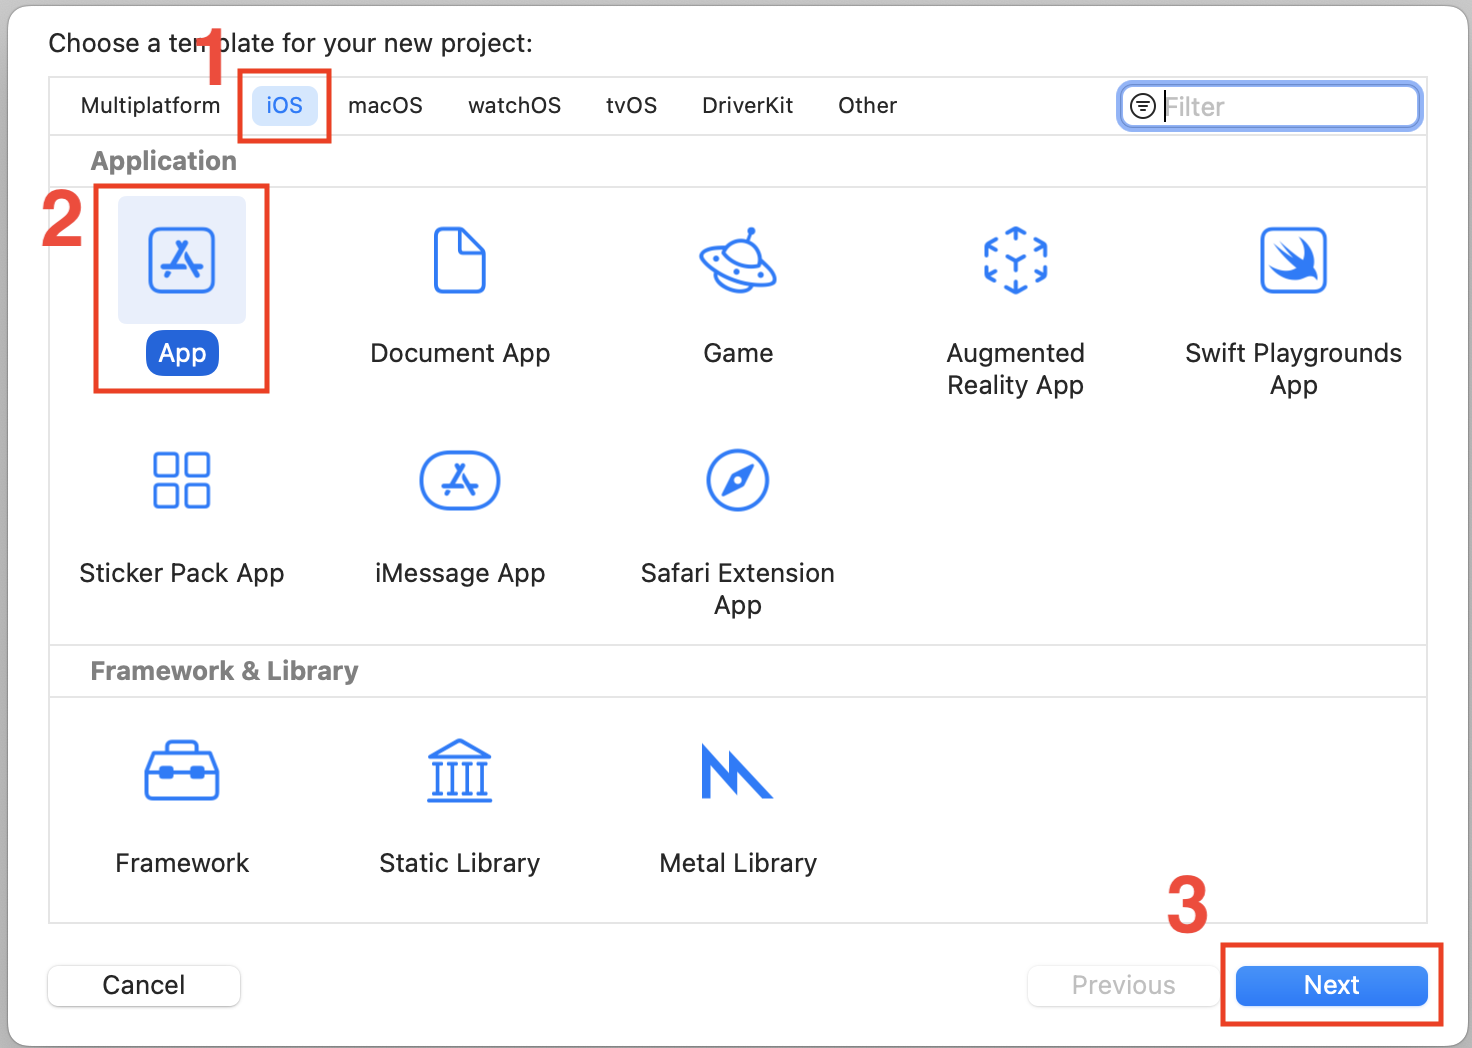 Choose a template for your new project:
1
Multiplatform iOS macOS watchOS tvOS DriverKit Other Filter
Application
2
App Document App Game Augmented Reality App Swift Playgrounds App
Sticker Pack App iMessage App Safari Extension App
Framework & Library
Framework Static Library Metal Library
3
Cancel Previous Next